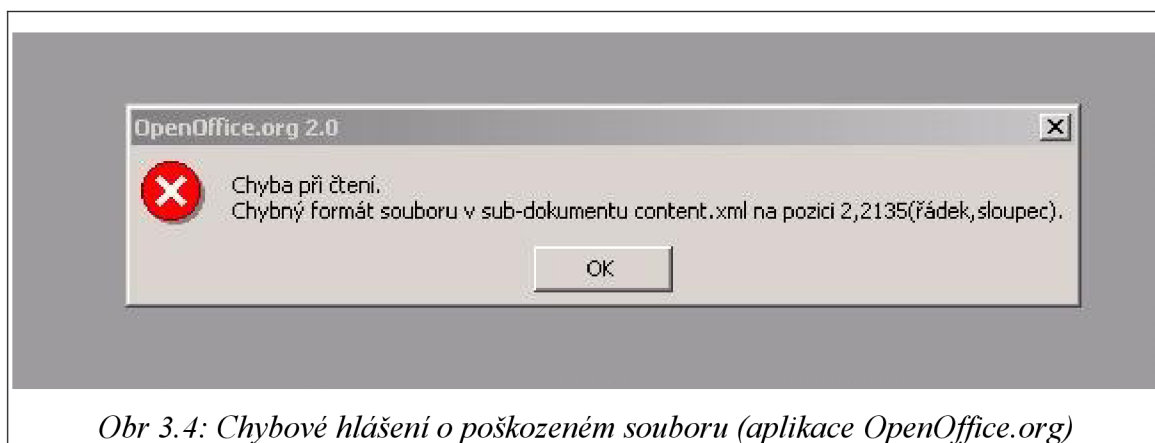 OpenOffice.org 2.0
Chyba při čtení.
Chybný formát souboru v sub-dokumentu content.xml na pozici 2,2135(řádek,sloupec).
OK
Obr 3.4: Chybové hlášení o poškozeném souboru (aplikace OpenOffice.org)